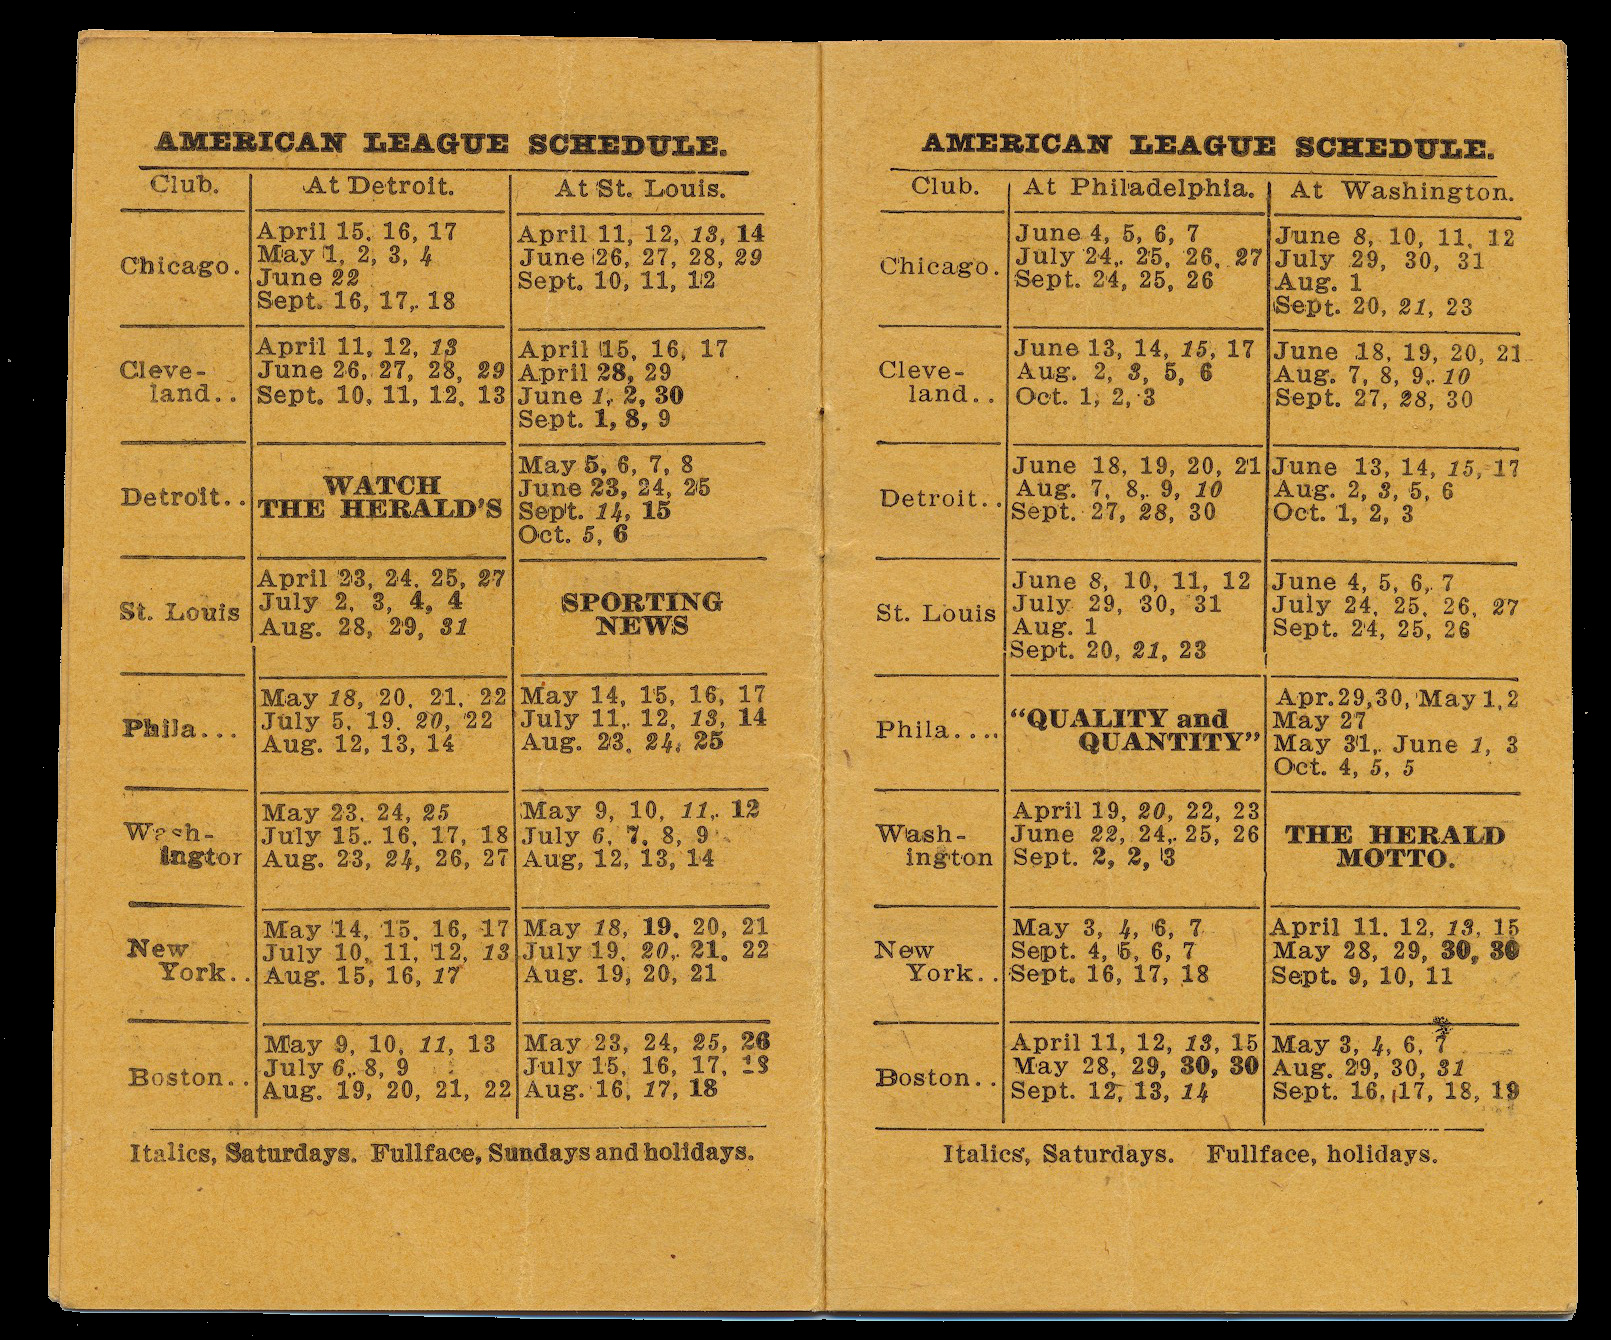 AMERICAN LEAGUE SCHEDULE.
Club. At Detroit. At St. Louis.
Chicago.
April 15, 16, 17
May 1, 2, 3, 4
June 22
Sept. 16, 17, 18
April 11, 12, 13, 14
June 26, 27, 28, 29
Sept. 10, 11, 12
Cleve-
land..
April 11, 12, 13
June 26, 27, 28, 29
Sept. 10, 11, 12, 13
April 15, 16, 17
April 28, 29
June 1, 2, 30
Sept. 1, 8, 9
Detroit..
WATCH
THE HERALD'S
May 5, 6, 7, 8
June 23, 24, 25
Sept. 14, 15
Oct. 5, 6
St. Louis
April 23, 24, 25, 27
July 2, 3, 4, 4
Aug. 28, 29, 31
SPORTING
NEWS
Phila...
May 18, 20, 21, 22
July 5, 19, 20, 22
Aug. 12, 13, 14
May 14, 15, 16, 17
July 11, 12, 13, 14
Aug. 23, 24, 25
Wash-
ingtor
May 23, 24, 25
July 15, 16, 17, 18
Aug. 23, 24, 26, 27
May 9, 10, 11, 12
July 6, 7, 8, 9
Aug, 12, 13, 14
New
York..
May 14, 15, 16, 17
July 10, 11, 12, 13
Aug. 15, 16, 17
May 18, 19, 20, 21
July 19, 20, 21, 22
Aug. 19, 20, 21
Boston..
May 9, 10, 11, 13
July 6, 8, 9
Aug. 19, 20, 21, 22
May 23, 24, 25, 26
July 15, 16, 17, 18
Aug. 16, 17, 18
Italics, Saturdays. Fullface, Sundays and holidays.
AMERICAN LEAGUE SCHEDULE.
Club. At Philadelphia. At Washington.
Chicago.
June 4, 5, 6, 7
July 24, 25, 26, 27
Sept. 24, 25, 26
June 8, 10, 11, 12
July 29, 30, 31
Aug. 1
Sept. 20, 21, 23
Cleve-
land..
June 13, 14, 15, 17
Aug. 2, 3, 5, 6
Oct. 1, 2, 3
June 18, 19, 20, 21
Aug. 7, 8, 9, 10
Sept. 27, 28, 30
Detroit..
June 18, 19, 20, 21
Aug. 7, 8, 9, 10
Sept. 27, 28, 30
June 13, 14, 15, 17
Aug. 2, 3, 5, 6
Oct. 1, 2, 3
St. Louis
June 8, 10, 11, 12
July 29, 30, 31
Aug. 1
Sept. 20, 21, 23
June 4, 5, 6, 7
July 24, 25, 26, 27
Sept. 24, 25, 26
Phila....
"QUALITY and
QUANTITY"
Apr. 29, 30, May 1, 2
May 27
May 31, June 1, 3
Oct. 4, 5, 5
Wash-
ington
April 19, 20, 22, 23
June 22, 24, 25, 26
Sept. 2, 2, 3
THE HERALD
MOTTO.
New
York..
May 3, 4, 6, 7
Sept. 4, 5, 6, 7
Sept. 16, 17, 18
April 11, 12, 13, 15
May 28, 29, 30, 30
Sept. 9, 10, 11
Boston..
April 11, 12, 13, 15
May 28, 29, 30, 30
Sept. 12, 13, 14
May 3, 4, 6, 7
Aug. 29, 30, 31
Sept. 16, 17, 18, 19
Italics, Saturdays. Fullface, holidays.